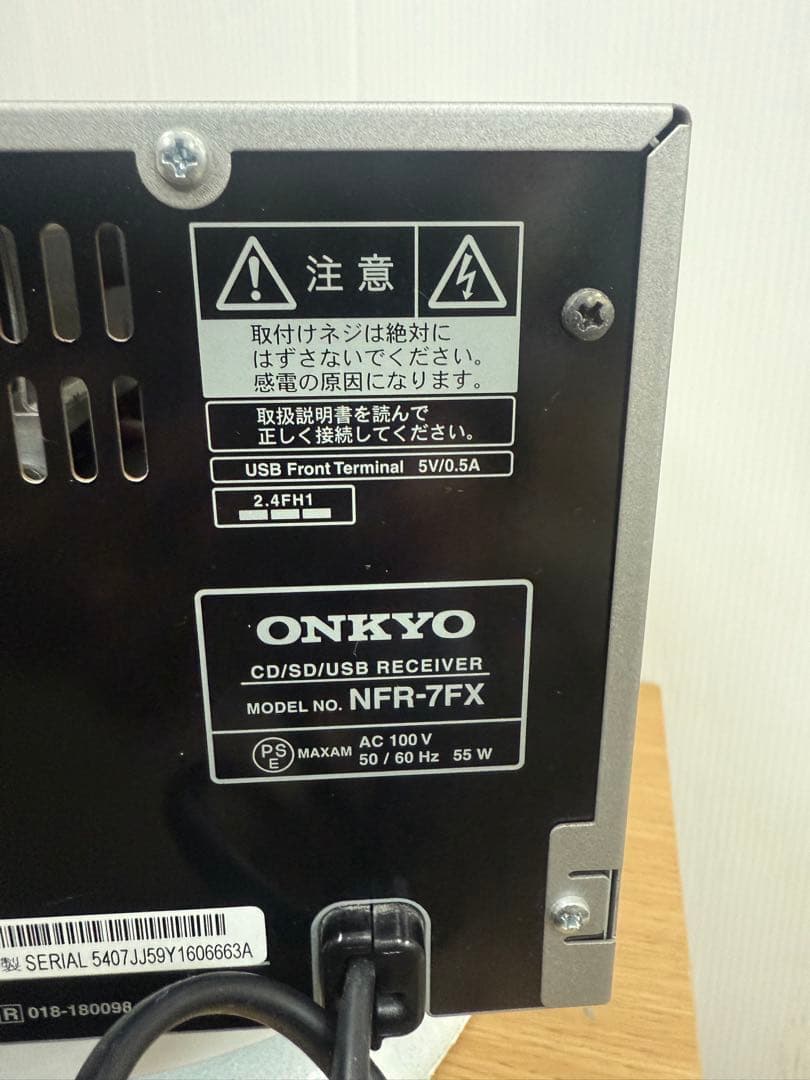 注意
取付けネジは絶対に
はずさないでください。
感電の原因になります。
取扱説明書を読んで
正しく接続してください。
USB Front Terminal 5V/0.5A
2.4FH1
ONKYO
CD/SD/USB RECEIVER
MODEL NO. NFR-7FX
PSE MAXAM AC 100 V
50 / 60 Hz 55 W
製 SERIAL 5407JJ59Y1606663A
R 018-180098